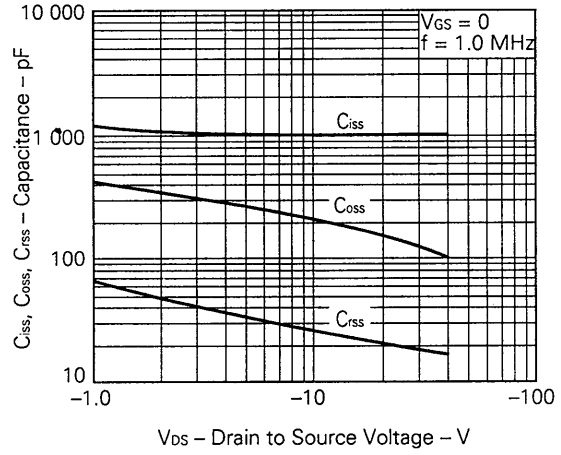 10 000
VGS = 0
f = 1.0 MHz
Ciss, Coss, Crss – Capacitance – pF
Ciss
1 000
Coss
100
Crss
10
–1.0
–10
–100
VDS – Drain to Source Voltage – V